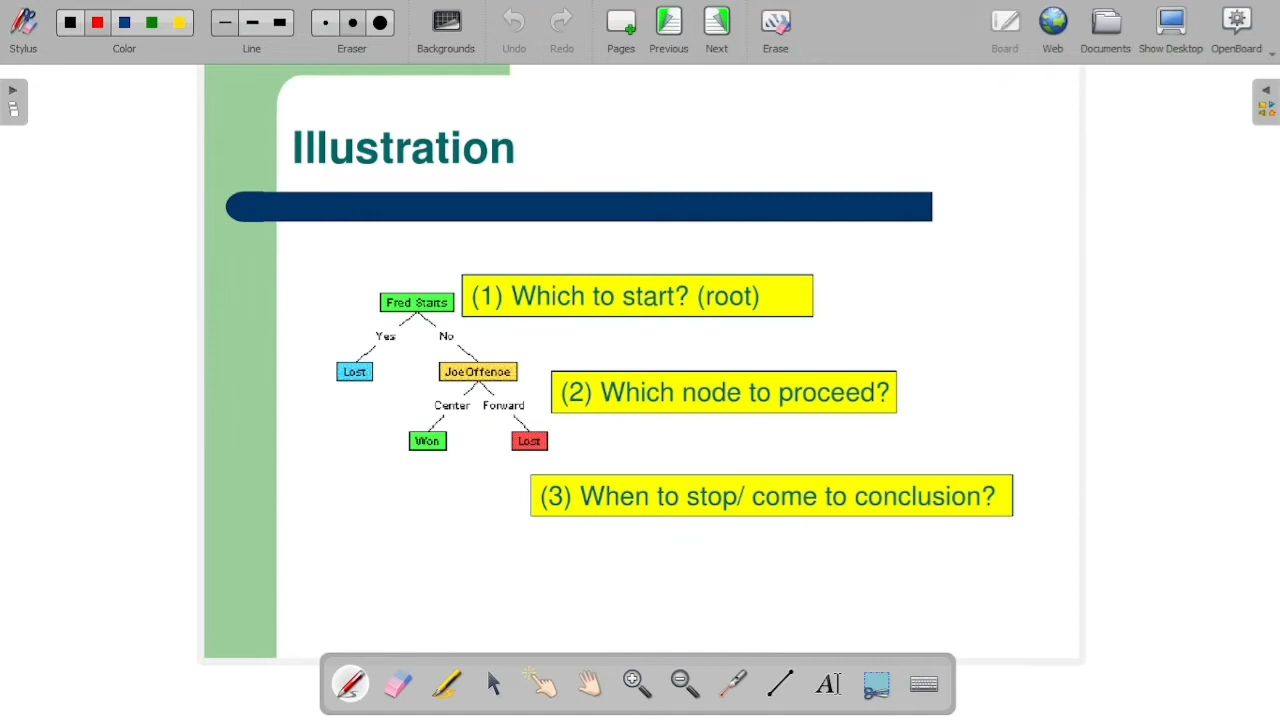 Stylus
Color
Line
Eraser
Backgrounds
Undo
Redo
Pages
Previous
Next
Erase
Board
Web
Documents
Show Desktop
OpenBoard
Illustration
Fred Starts
(1) Which to start? (root)
Yes
No
Lost
JoeOffence
(2) Which node to proceed?
Center
Forward
Won
Lost
(3) When to stop/ come to conclusion?